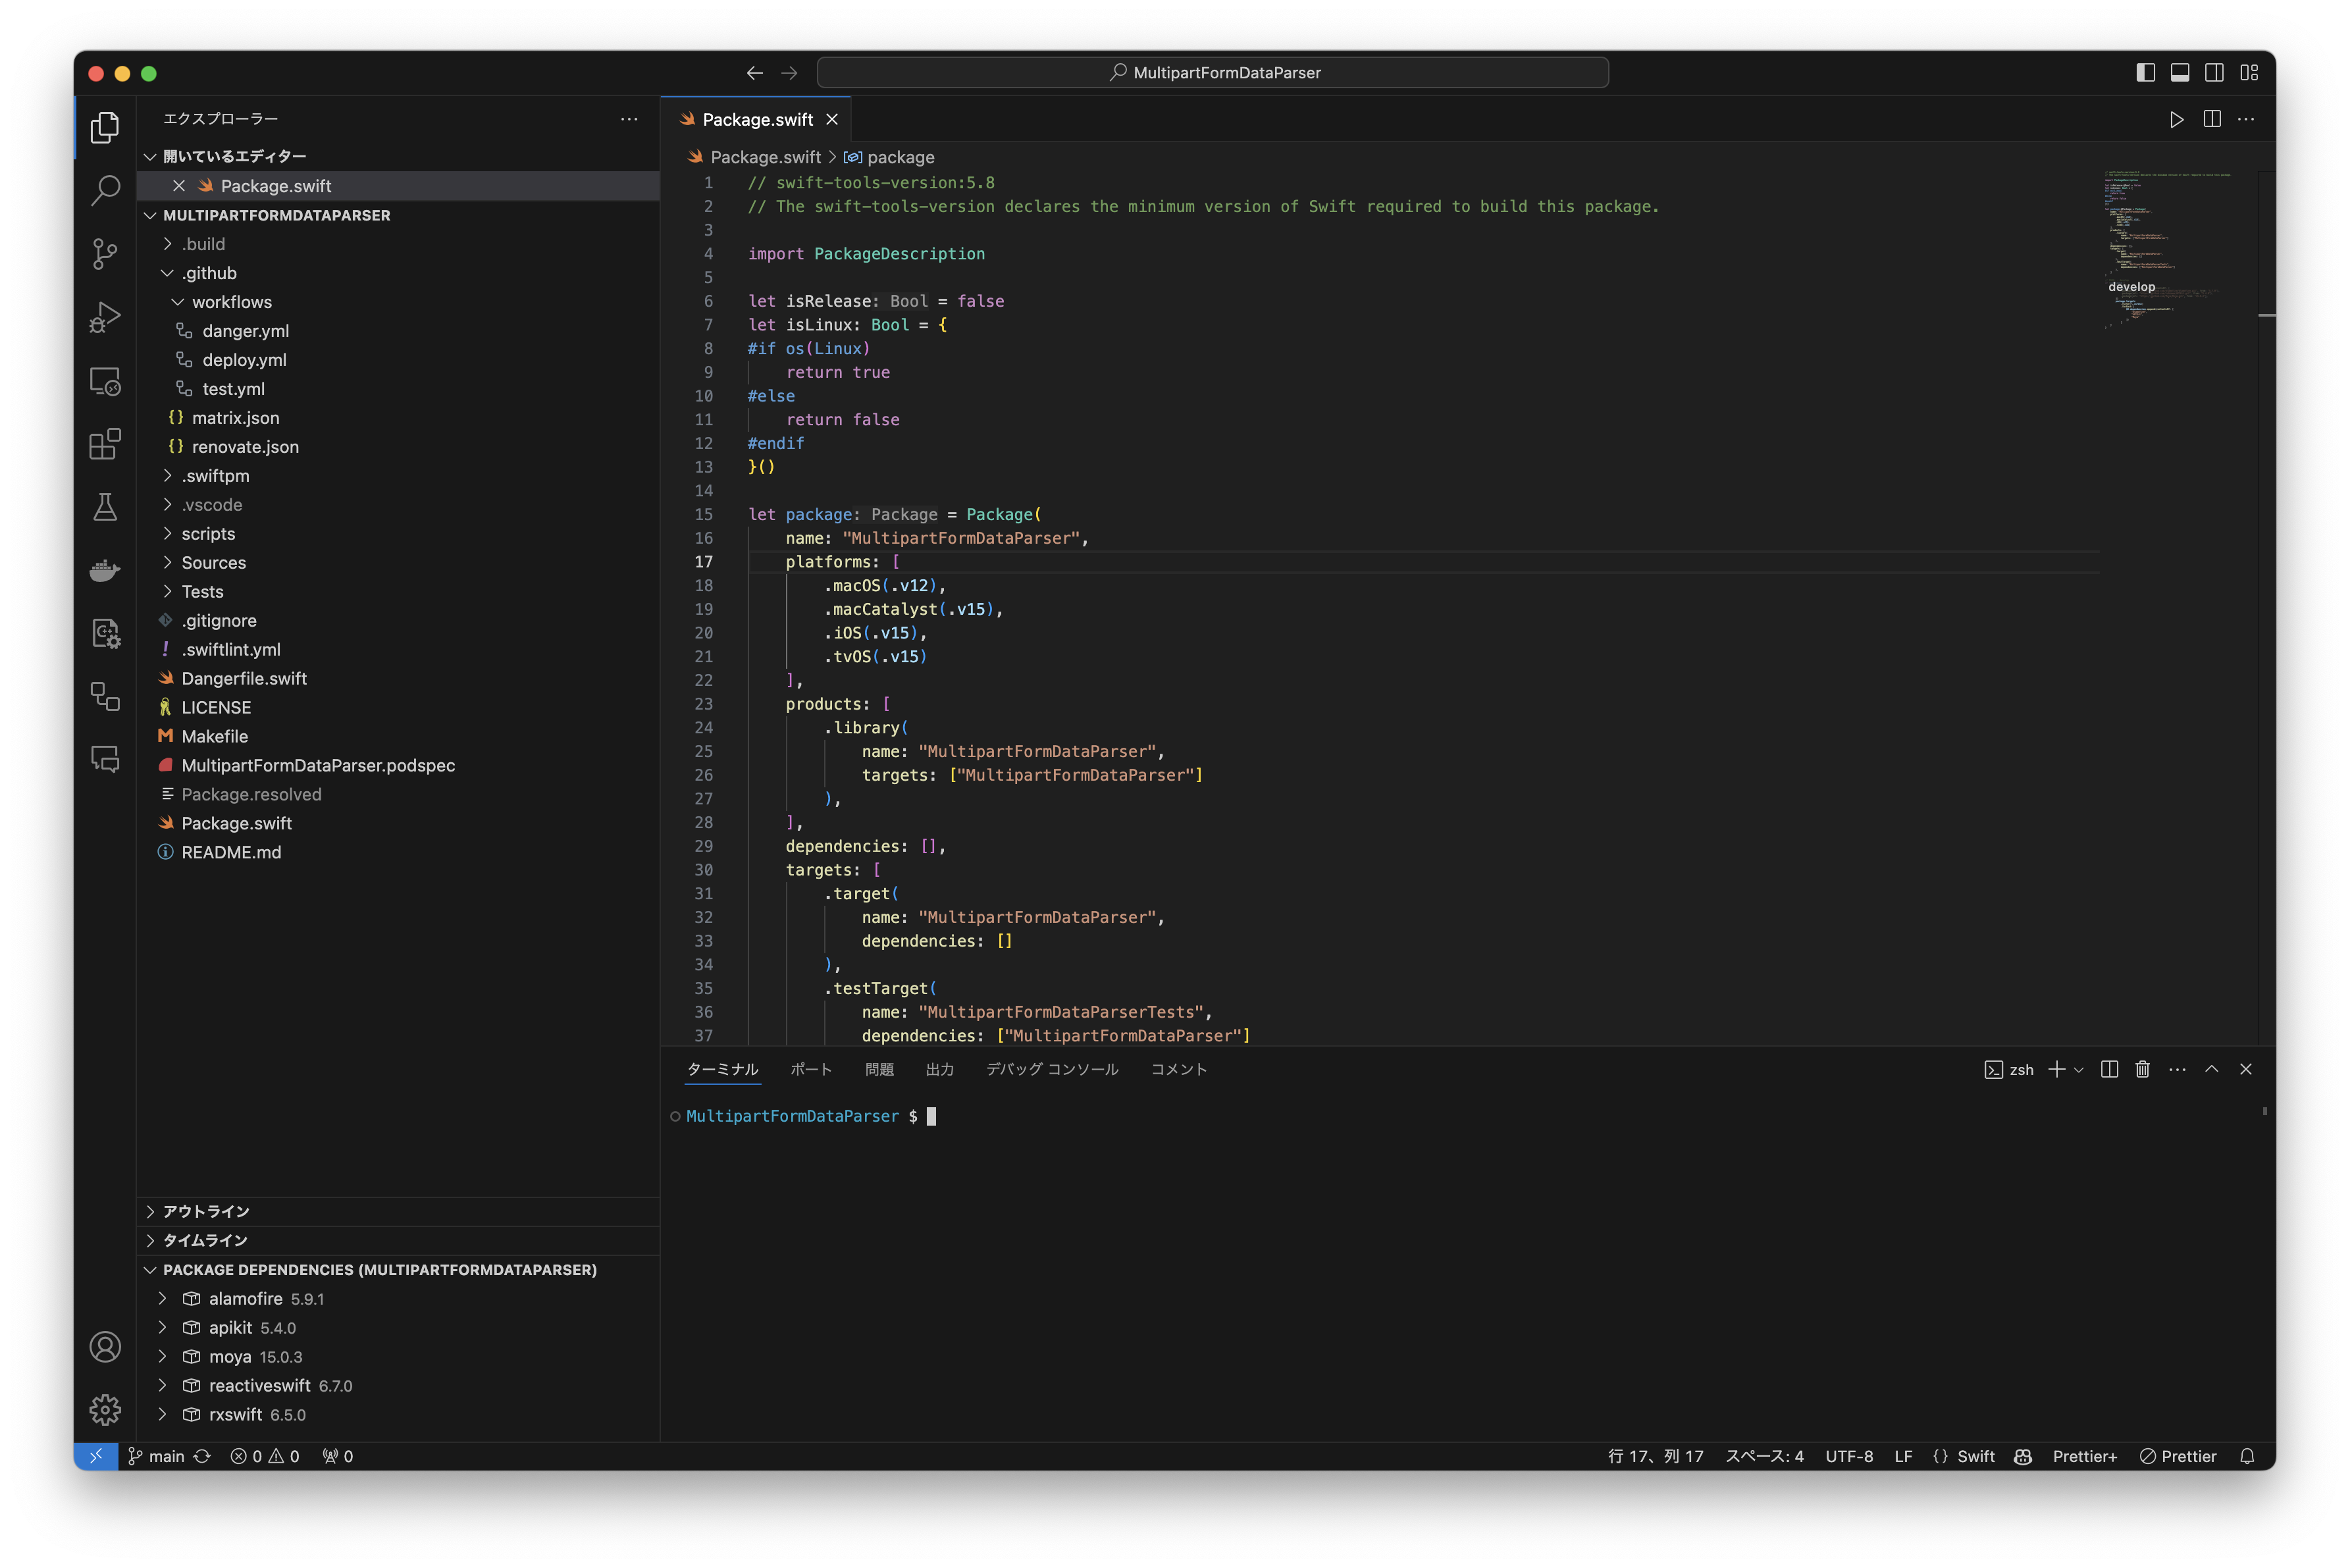 MultipartFormDataParser
エクスプローラー
開いているエディター
Package.swift
MULTIPARTFORMDATAPARSER
.build
.github
workflows
danger.yml
deploy.yml
test.yml
matrix.json
renovate.json
.swiftpm
.vscode
scripts
Sources
Tests
.gitignore
.swiftlint.yml
Dangerfile.swift
LICENSE
Makefile
MultipartFormDataParser.podspec
Package.resolved
Package.swift
README.md
アウトライン
タイムライン
PACKAGE DEPENDENCIES (MULTIPARTFORMDATAPARSER)
alamofire 5.9.1
apikit 5.4.0
moya 15.0.3
reactiveswift 6.7.0
rxswift 6.5.0
Package.swift
Package.swift > package
1 // swift-tools-version:5.8
2 // The swift-tools-version declares the minimum version of Swift required to build this package.
3
4 import PackageDescription
5
6 let isRelease: Bool = false
7 let isLinux: Bool = {
8 #if os(Linux)
9     return true
10 #else
11     return false
12 #endif
13 }()
14
15 let package: Package = Package(
16     name: "MultipartFormDataParser",
17     platforms: [
18         .macOS(.v12),
19         .macCatalyst(.v15),
20         .iOS(.v15),
21         .tvOS(.v15)
22     ],
23     products: [
24         .library(
25             name: "MultipartFormDataParser",
26             targets: ["MultipartFormDataParser"]
27         ),
28     ],
29     dependencies: [],
30     targets: [
31         .target(
32             name: "MultipartFormDataParser",
33             dependencies: []
34         ),
35         .testTarget(
36             name: "MultipartFormDataParserTests",
37             dependencies: ["MultipartFormDataParser"]
develop
ターミナル ポート 問題 出力 デバッグ コンソール コメント
zsh
MultipartFormDataParser $
main 0 0 0
行 17、列 17 スペース: 4 UTF-8 LF {} Swift Prettier+ Prettier